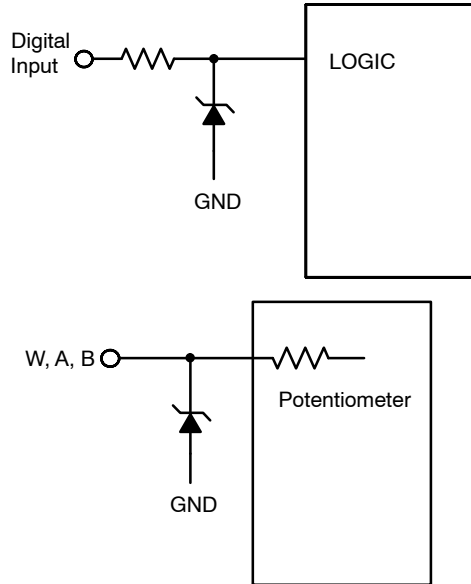 Digital
Input
LOGIC
GND
W, A, B
Potentiometer
GND